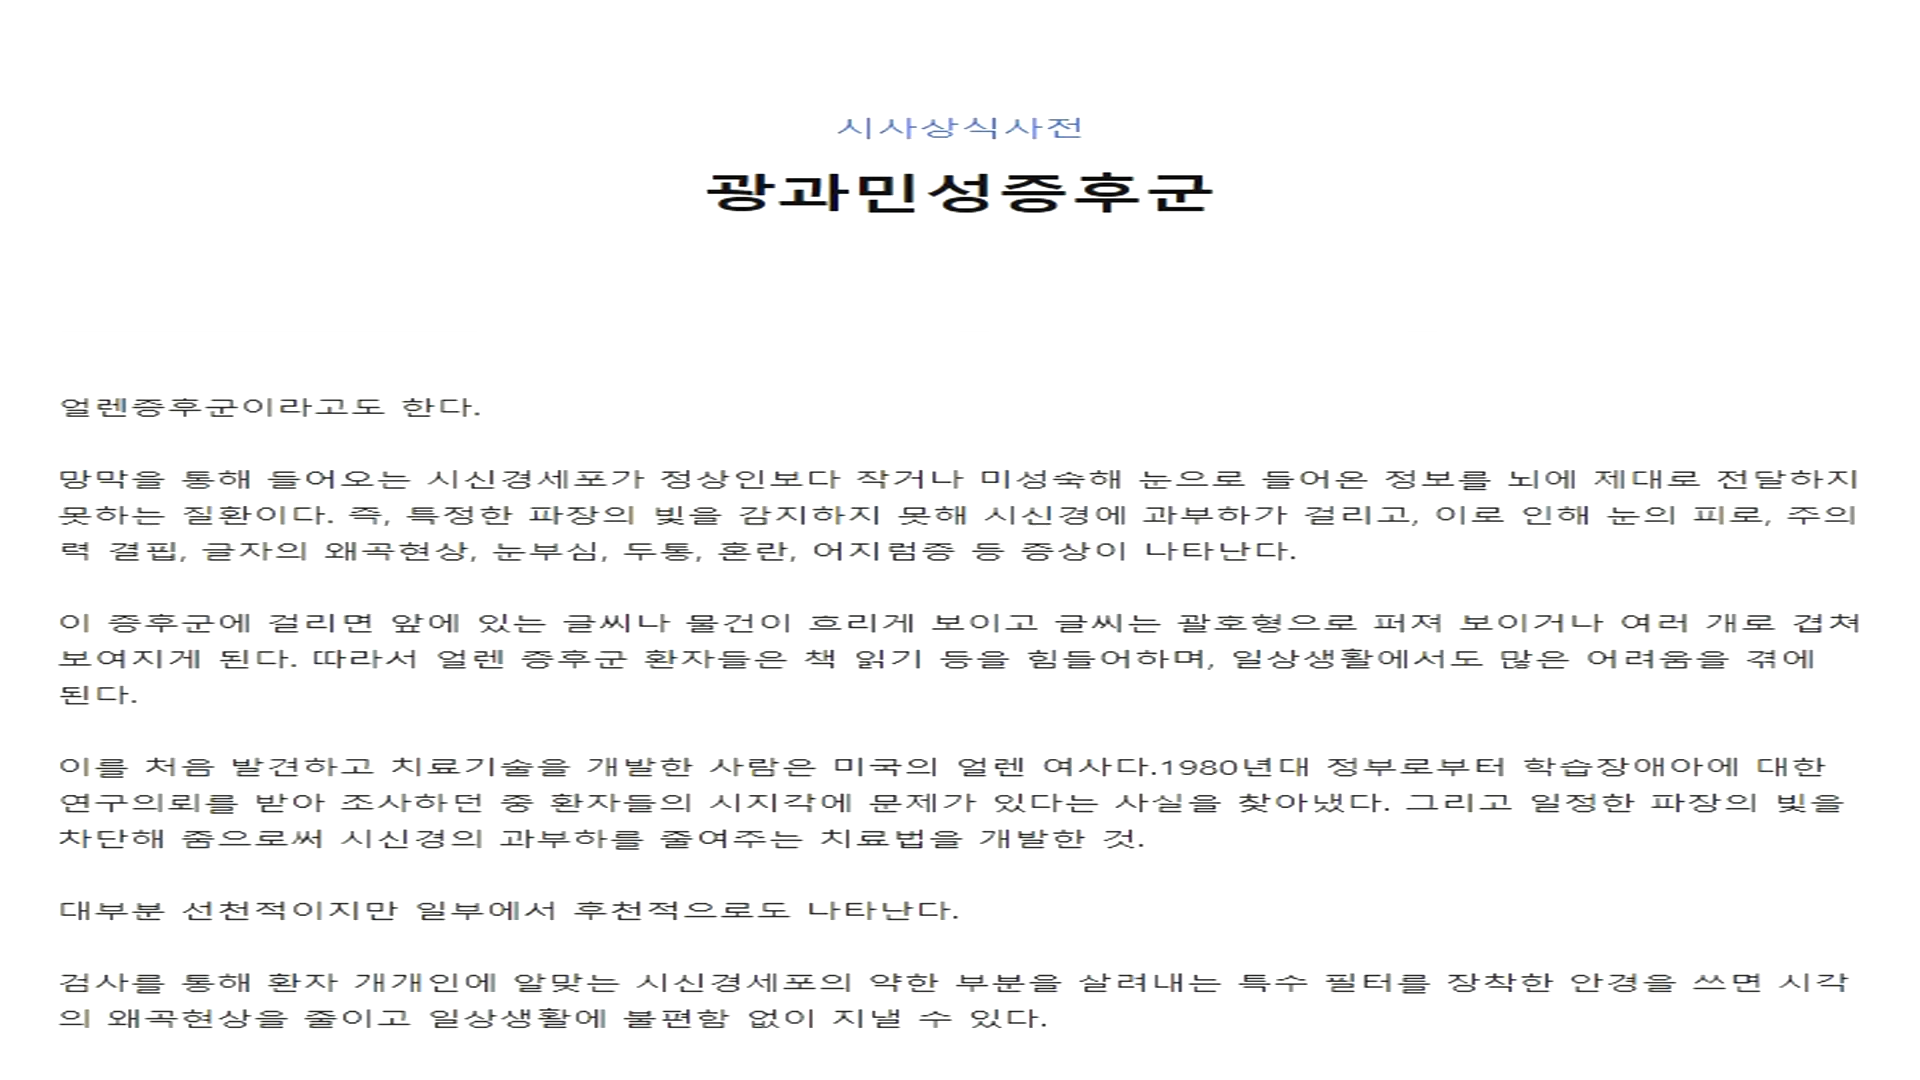 시사상식사전
광과민성증후군
얼렌증후군이라고도 한다.
망막을 통해 들어오는 시신경세포가 정상인보다 작거나 미성숙해 눈으로 들어온 정보를 뇌에 제대로 전달하지
못하는 질환이다. 즉, 특정한 파장의 빛을 감지하지 못해 시신경에 과부하가 걸리고, 이로 인해 눈의 피로, 주의
력 결핍, 글자의 왜곡현상, 눈부심, 두통, 혼란, 어지럼증 등 증상이 나타난다.
이 증후군에 걸리면 앞에 있는 글씨나 물건이 흐리게 보이고 글씨는 괄호형으로 퍼져 보이거나 여러 개로 겹쳐
보여지게 된다. 따라서 얼렌 증후군 환자들은 책 읽기 등을 힘들어하며, 일상생활에서도 많은 어려움을 겪에
된다.
이를 처음 발견하고 치료기술을 개발한 사람은 미국의 얼렌 여사다.1980년대 정부로부터 학습장애아에 대한
연구의뢰를 받아 조사하던 중 환자들의 시지각에 문제가 있다는 사실을 찾아냈다. 그리고 일정한 파장의 빛을
차단해 줌으로써 시신경의 과부하를 줄여주는 치료법을 개발한 것.
대부분 선천적이지만 일부에서 후천적으로도 나타난다.
검사를 통해 환자 개개인에 알맞는 시신경세포의 약한 부분을 살려내는 특수 필터를 장착한 안경을 쓰면 시각
의 왜곡현상을 줄이고 일상생활에 불편함 없이 지낼 수 있다.